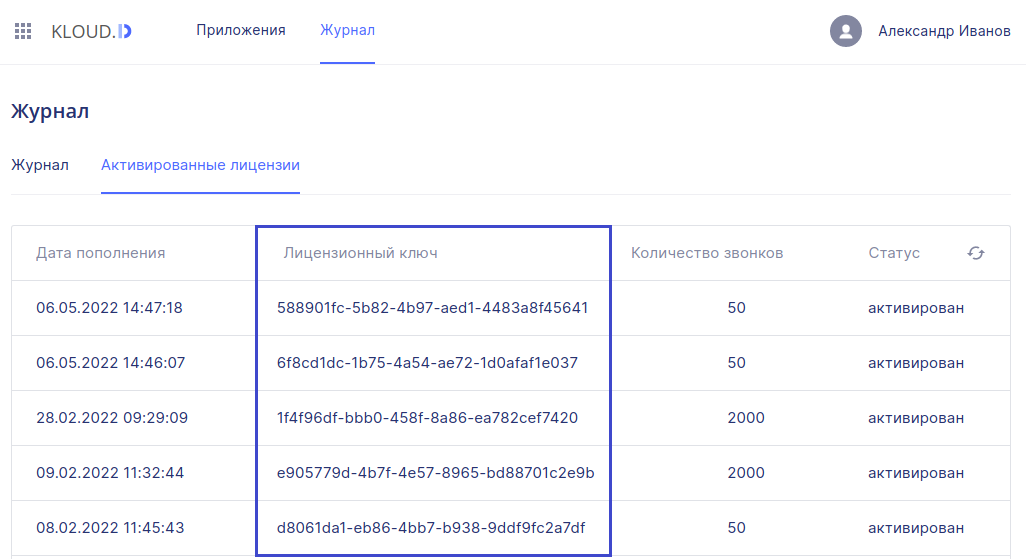 KLOUD. Приложения Журнал Александр Иванов
Журнал
Журнал Активированные лицензии
Дата пополнения Лицензионный ключ Количество звонков Статус
06.05.2022 14:47:18 588901fc-5b82-4b97-aed1-4483a8f45641 50 активирован
06.05.2022 14:46:07 6f8cd1dc-1b75-4a54-ae72-1d0afaf1e037 50 активирован
28.02.2022 09:29:09 1f4f96df-bbb0-458f-8a86-ea782cef7420 2000 активирован
09.02.2022 11:32:44 e905779d-4b7f-4e57-8965-bd88701c2e9b 2000 активирован
08.02.2022 11:45:43 d8061da1-eb86-4bb7-b938-9ddf9fc2a7df 50 активирован